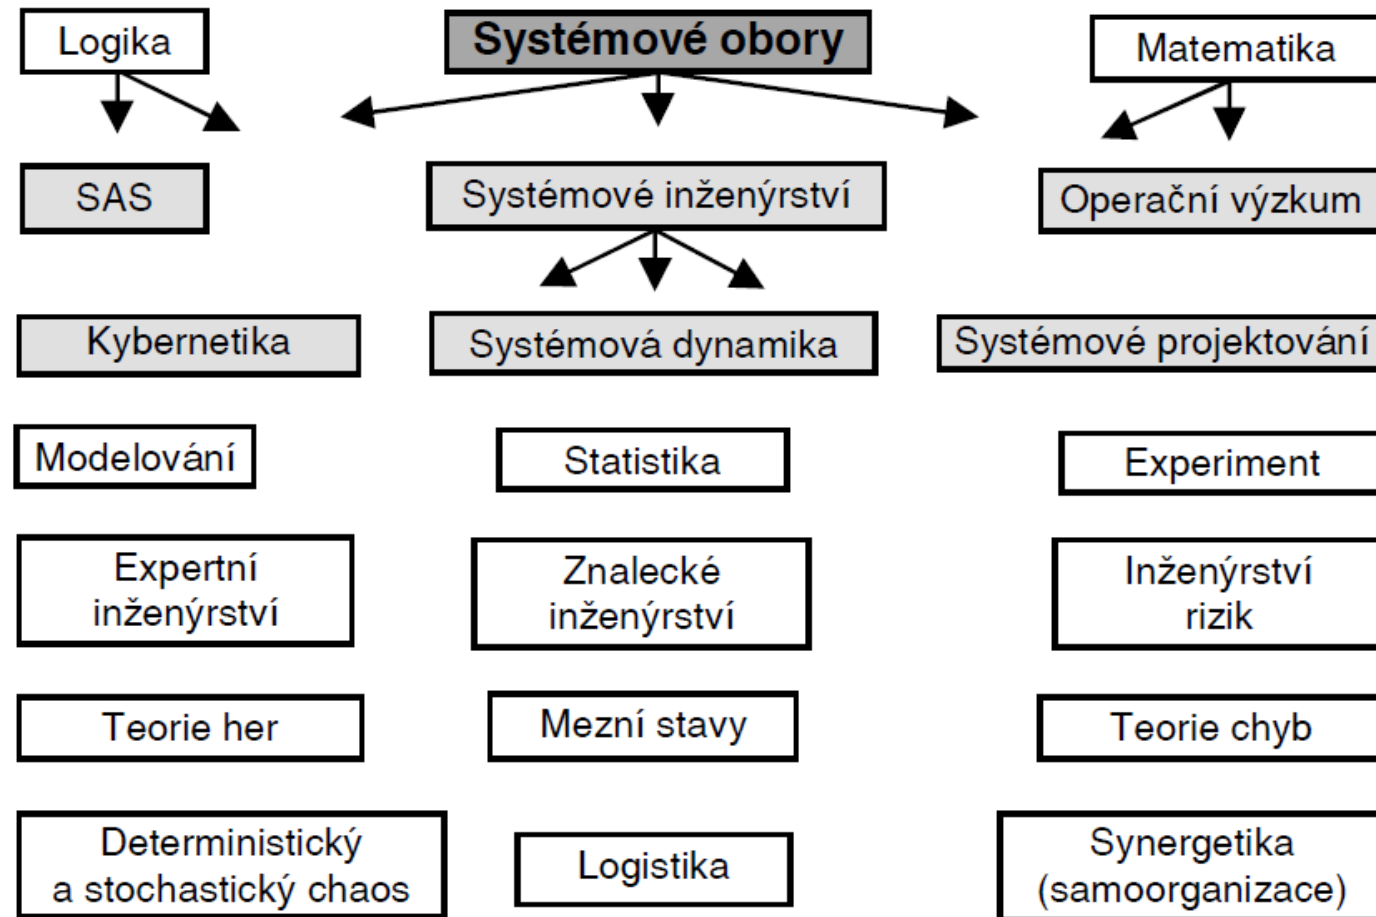 Logika
Systémové obory
Matematika
SAS
Systémové inženýrství
Operační výzkum
Kybernetika
Systémová dynamika
Systémové projektování
Modelování
Statistika
Experiment
Expertní
inženýrství
Znalecké
inženýrství
Inženýrství
rizik
Teorie her
Mezní stavy
Teorie chyb
Deterministický
a stochastický chaos
Logistika
Synergetika
(samoorganizace)